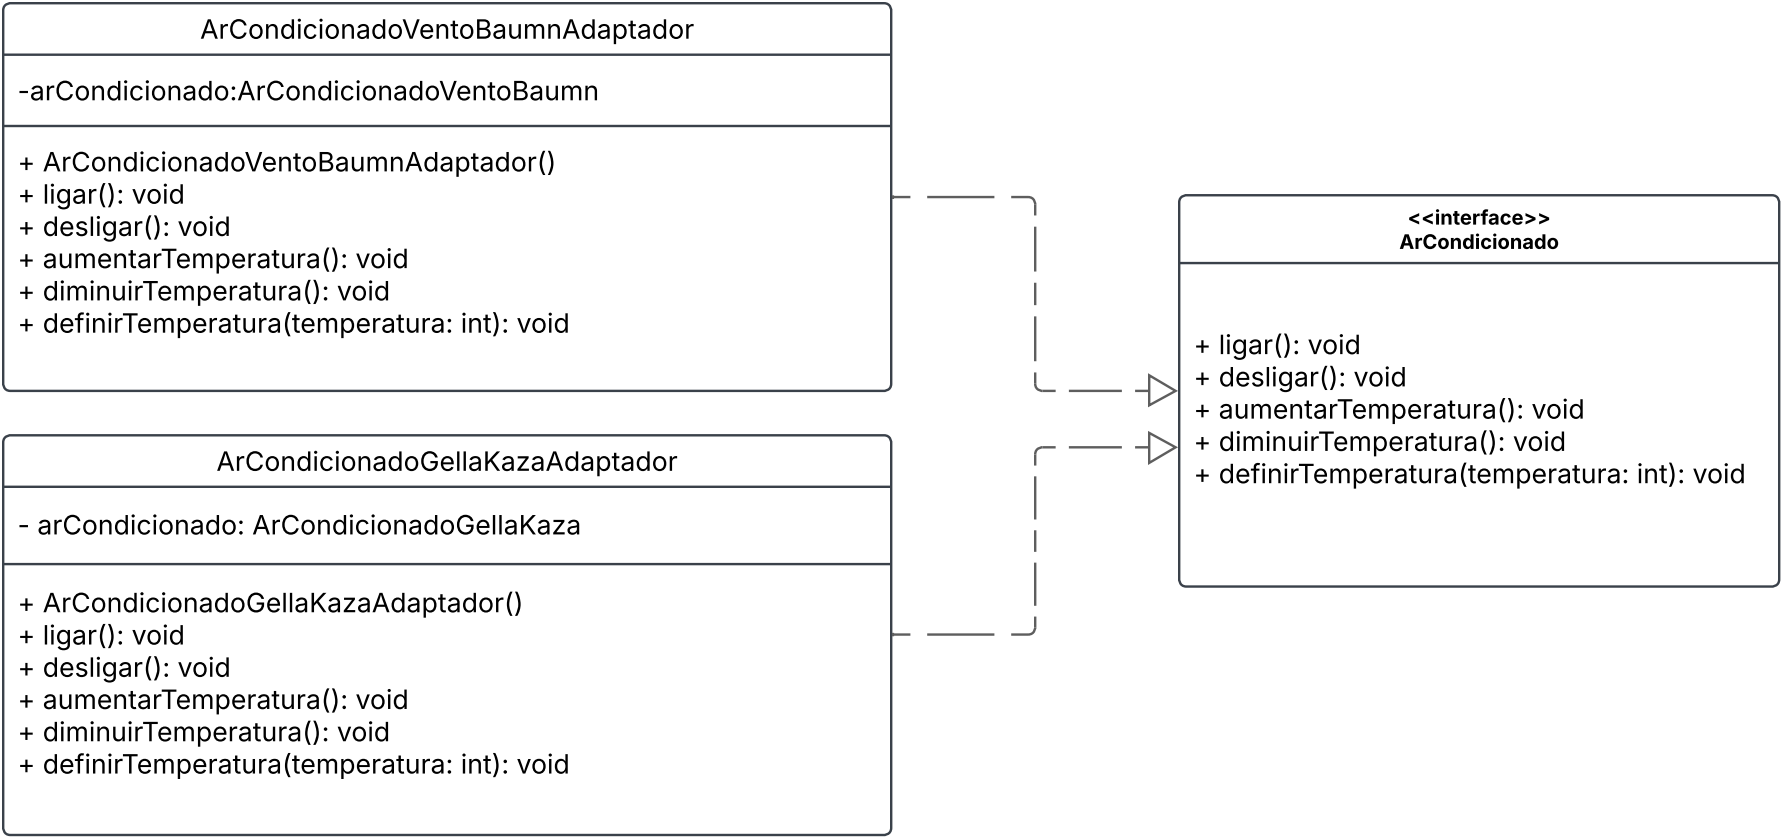 ArCondicionadoVentoBaumnAdaptador
-arCondicionado:ArCondicionadoVentoBaumn
+ ArCondicionadoVentoBaumnAdaptador()
+ ligar(): void
+ desligar(): void
+ aumentarTemperatura(): void
+ diminuirTemperatura(): void
+ definirTemperatura(temperatura: int): void
ArCondicionadoGellaKazaAdaptador
- arCondicionado: ArCondicionadoGellaKaza
+ ArCondicionadoGellaKazaAdaptador()
+ ligar(): void
+ desligar(): void
+ aumentarTemperatura(): void
+ diminuirTemperatura(): void
+ definirTemperatura(temperatura: int): void
<<interface>>
ArCondicionado
+ ligar(): void
+ desligar(): void
+ aumentarTemperatura(): void
+ diminuirTemperatura(): void
+ definirTemperatura(temperatura: int): void